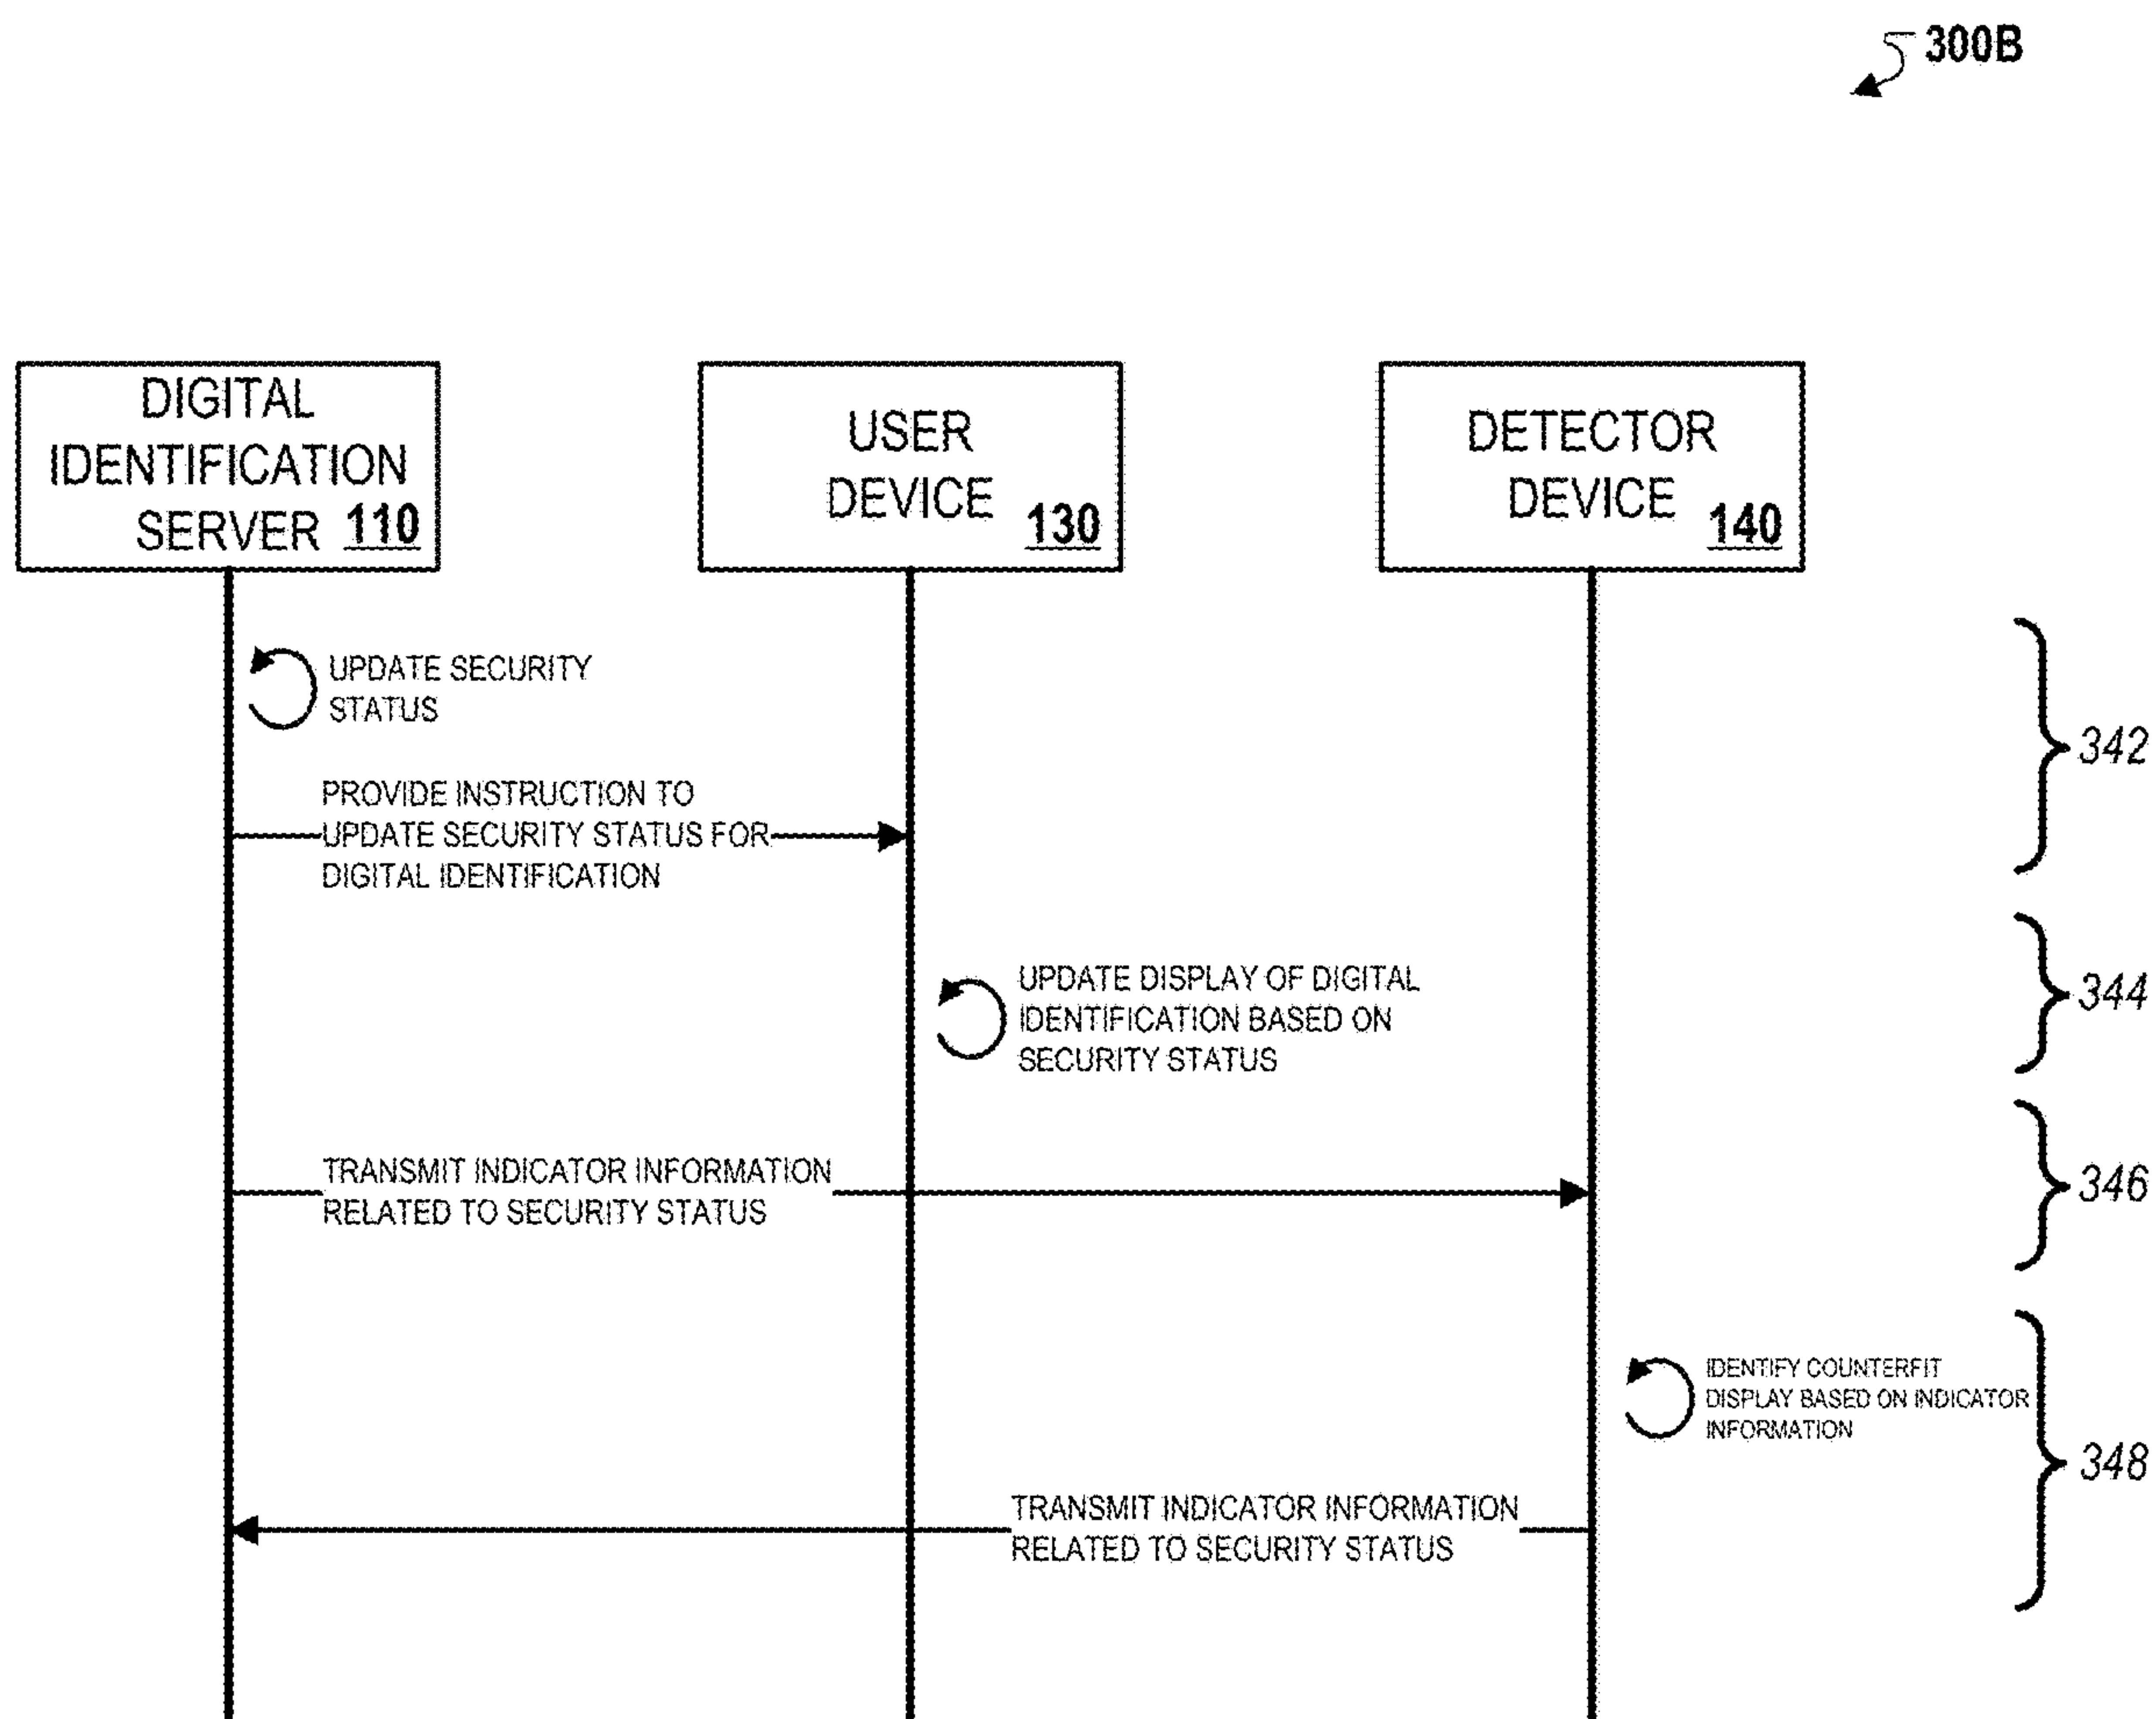 300B
DIGITAL
IDENTIFICATION
SERVER 110
USER
DEVICE 130
DETECTOR
DEVICE 140
UPDATE SECURITY
STATUS
342
PROVIDE INSTRUCTION TO
UPDATE SECURITY STATUS FOR
DIGITAL IDENTIFICATION
UPDATE DISPLAY OF DIGITAL
IDENTIFICATION BASED ON
SECURITY STATUS
344
TRANSMIT INDICATOR INFORMATION
RELATED TO SECURITY STATUS
346
IDENTIFY COUNTERFIT
DISPLAY BASED ON INDICATOR
INFORMATION
348
TRANSMIT INDICATOR INFORMATION
RELATED TO SECURITY STATUS